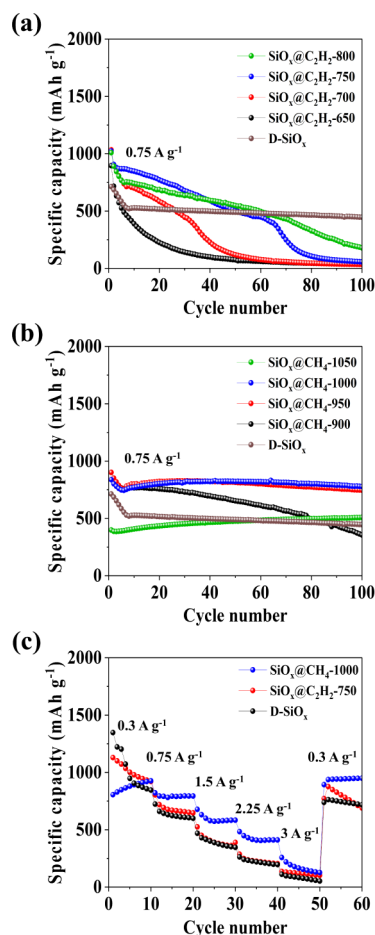 (a)
2000
1500
1000
500
0
Specific capacity (mAh g⁻¹)
SiOₓ@C₂H₂-800
SiOₓ@C₂H₂-750
SiOₓ@C₂H₂-700
SiOₓ@C₂H₂-650
D-SiOₓ
0.75 A g⁻¹
0 20 40 60 80 100
Cycle number
(b)
2000
1500
1000
500
0
Specific capacity (mAh g⁻¹)
SiOₓ@CH₄-1050
SiOₓ@CH₄-1000
SiOₓ@CH₄-950
SiOₓ@CH₄-900
D-SiOₓ
0.75 A g⁻¹
0 20 40 60 80 100
Cycle number
(c)
2000
1500
1000
500
0
Specific capacity (mAh g⁻¹)
SiOₓ@CH₄-1000
SiOₓ@C₂H₂-750
D-SiOₓ
0.3 A g⁻¹
0.75 A g⁻¹
1.5 A g⁻¹
2.25 A g⁻¹
3 A g⁻¹
0.3 A g⁻¹
0 10 20 30 40 50 60
Cycle number